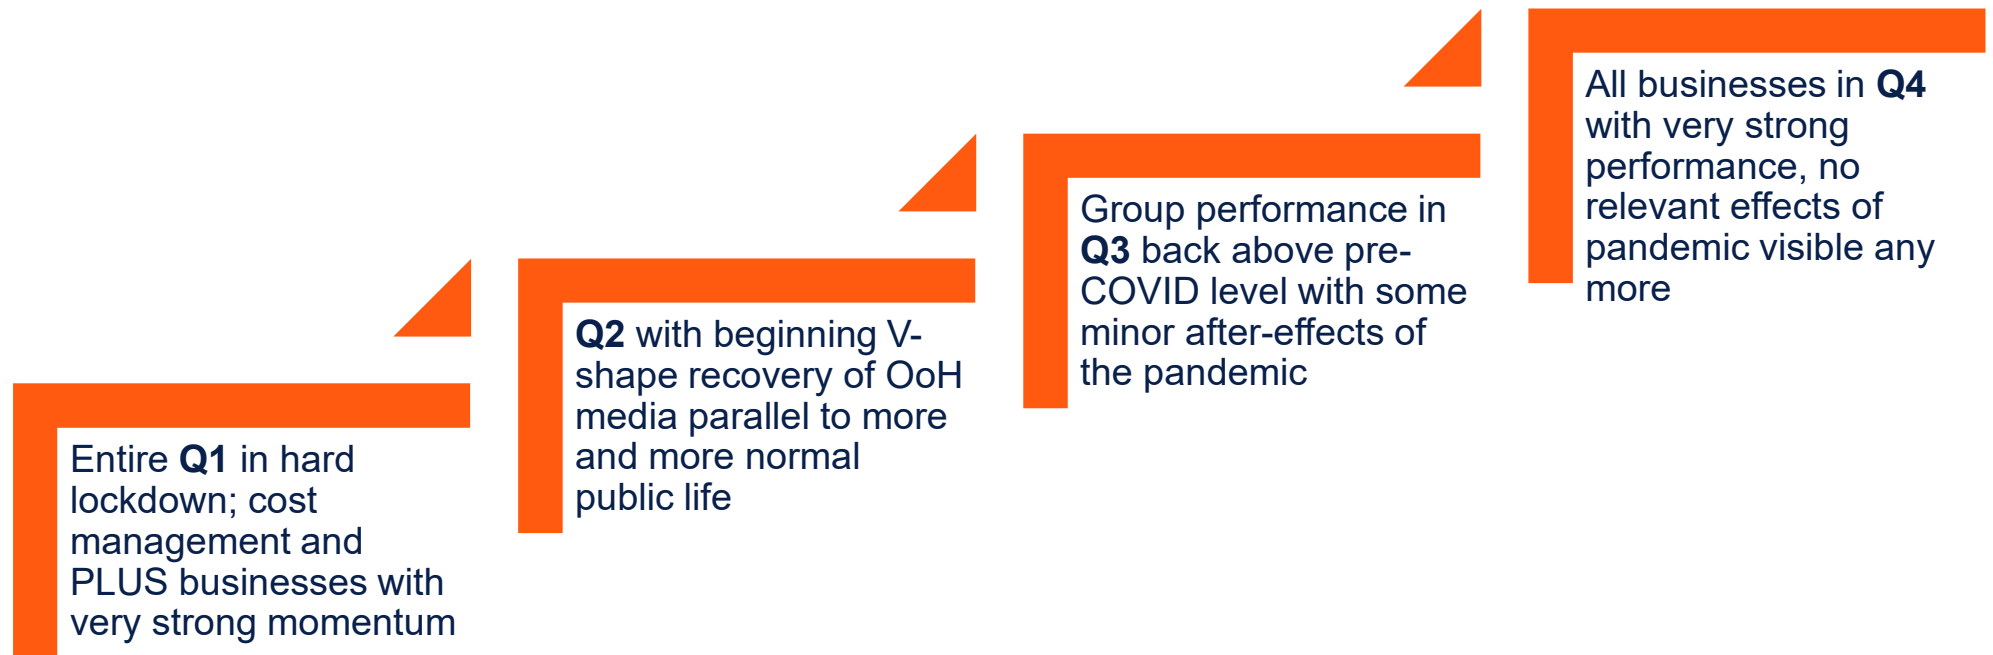 Entire Q1 in hard
lockdown; cost
management and
PLUS businesses with
very strong momentum
Q2 with beginning V-
shape recovery of OoH
media parallel to more
and more normal
public life
Group performance in
Q3 back above pre-
COVID level with some
minor after-effects of
the pandemic
All businesses in Q4
with very strong
performance, no
relevant effects of
pandemic visible any
more